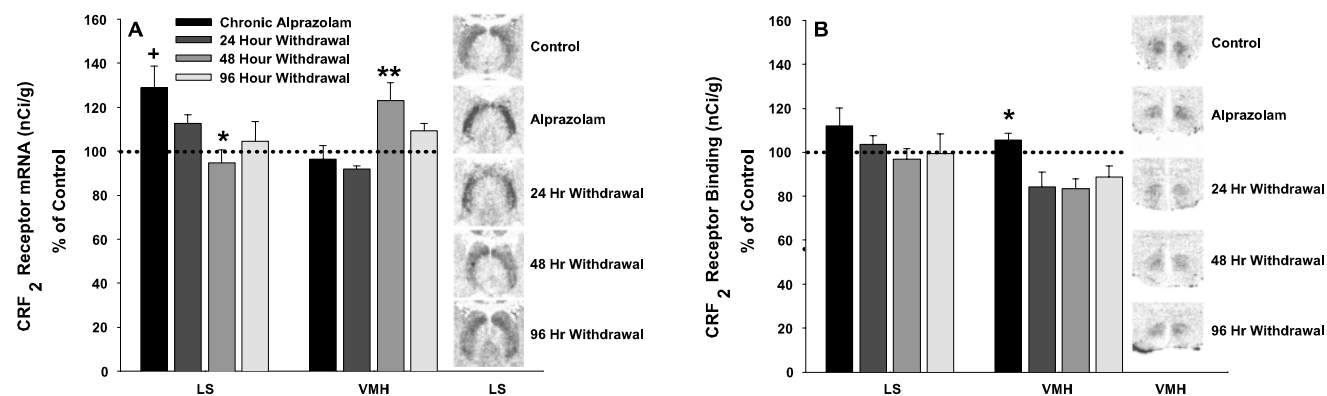 A
Chronic Alprazolam
24 Hour Withdrawal
48 Hour Withdrawal
96 Hour Withdrawal
CRF2 Receptor mRNA (nCi/g)
% of Control
160
140
120
100
80
60
40
20
0
+
*
**
LS
VMH
Control
Alprazolam
24 Hr Withdrawal
48 Hr Withdrawal
96 Hr Withdrawal
LS
B
CRF2 Receptor Binding (nCi/g)
% of Control
160
140
120
100
80
60
40
20
0
*
LS
VMH
Control
Alprazolam
24 Hr Withdrawal
48 Hr Withdrawal
96 Hr Withdrawal
VMH